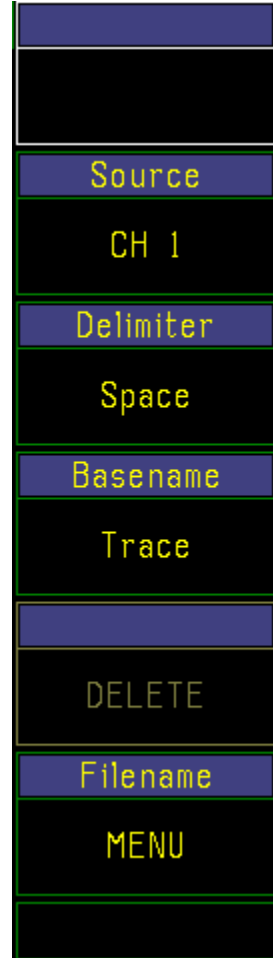 Source
CH 1
Delimiter
Space
Basename
Trace
DELETE
Filename
MENU